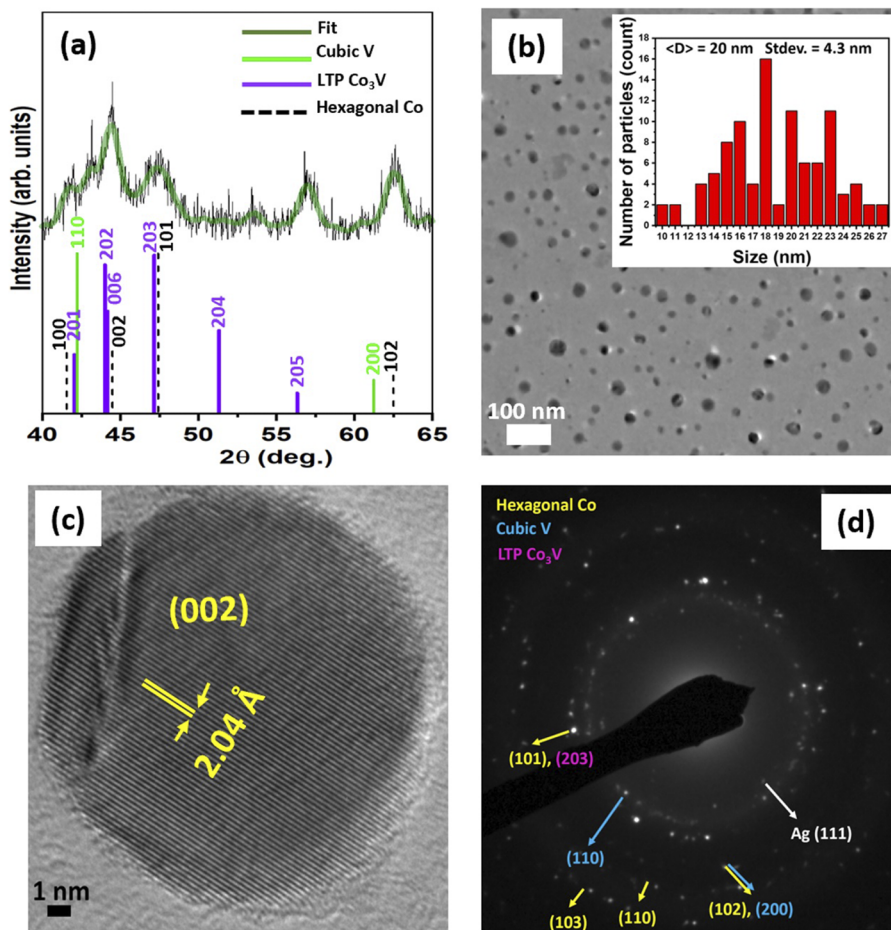 (a)
Fit
Cubic V
LTP Co₃V
Hexagonal Co
Intensity (arb. units)
100
201
110
202
006
002
203
101
204
205
200
102
40 45 50 55 60 65
2θ (deg.)
(b)
<D> = 20 nm Stdev. = 4.3 nm
Number of particles (count)
18
16
14
12
10
8
6
4
2
0
10 11 12 13 14 15 16 17 18 19 20 21 22 23 24 25 26 27
Size (nm)
100 nm
(c)
(002)
2.04 Å
1 nm
(d)
Hexagonal Co
Cubic V
LTP Co₃V
(101), (203)
Ag (111)
(110)
(103)
(110)
(102), (200)